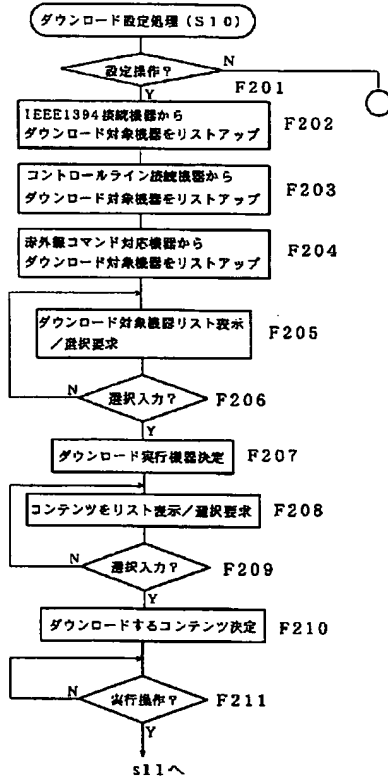 ダウンロード設定処理(S10)
設定操作?
N
F201
Y
IEEE1394接続機器から
ダウンロード対象機器をリストアップ
F202
コントロールライン接続機器から
ダウンロード対象機器をリストアップ
F203
赤外線コマンド対応機器から
ダウンロード対象機器をリストアップ
F204
ダウンロード対象機器リスト表示
/選択要求
F205
N
選択入力?
F206
Y
ダウンロード実行機器決定
F207
コンテンツをリスト表示/選択要求
F208
N
選択入力?
F209
Y
ダウンロードするコンテンツ決定
F210
N
実行操作?
F211
Y
s11へ